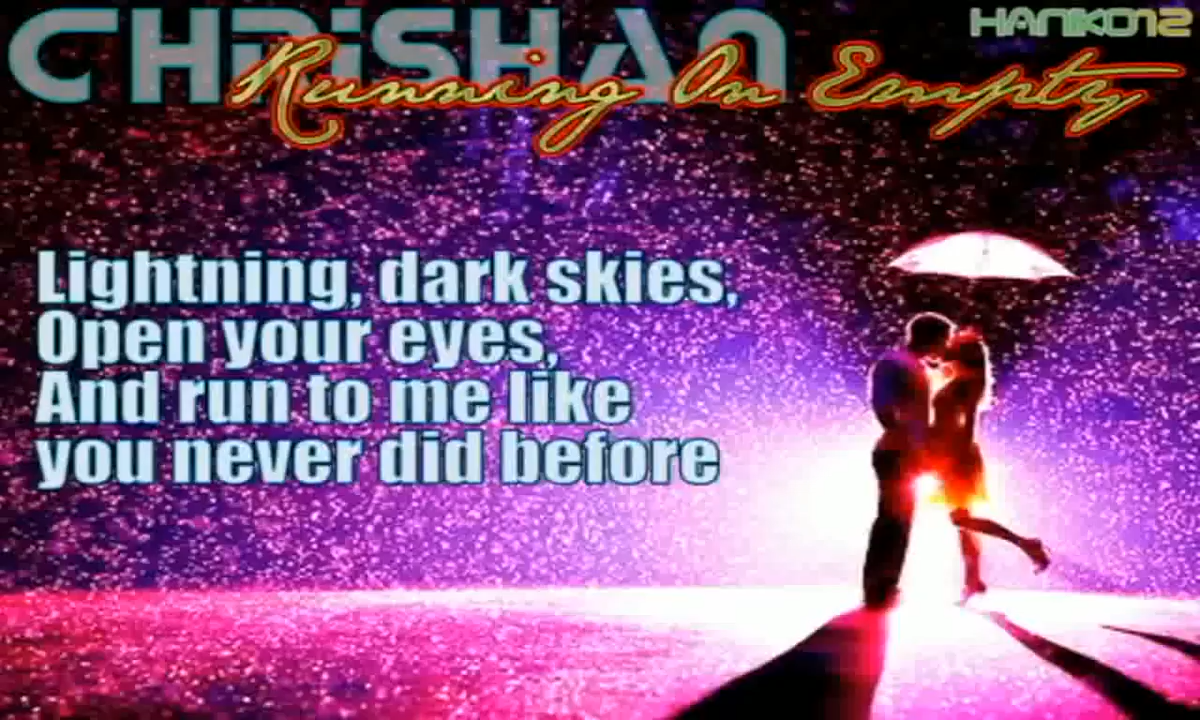 CHRISHAN
Running On Empty
HANIKO12
Lightning, dark skies,
Open your eyes,
And run to me like
you never did before